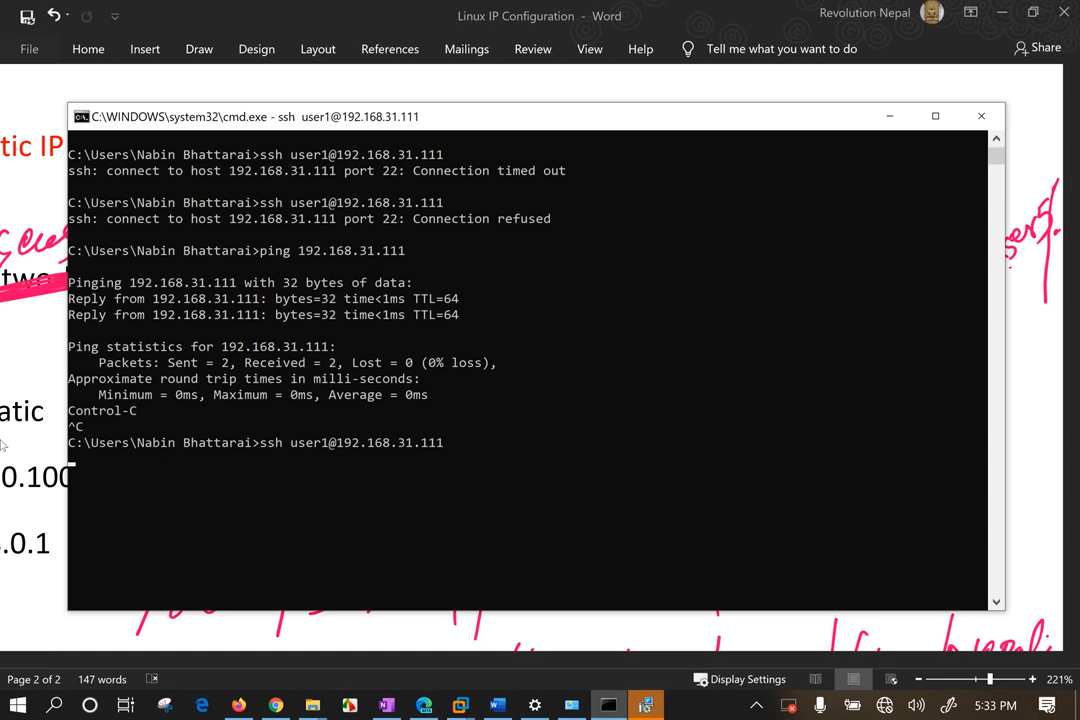 Linux IP Configuration - Word
Revolution Nepal
File Home Insert Draw Design Layout References Mailings Review View Help Tell me what you want to do Share
C:\WINDOWS\system32\cmd.exe - ssh user1@192.168.31.111
tic IP
C:\Users\Nabin Bhattarai>ssh user1@192.168.31.111
ssh: connect to host 192.168.31.111 port 22: Connection timed out
C:\Users\Nabin Bhattarai>ssh user1@192.168.31.111
ssh: connect to host 192.168.31.111 port 22: Connection refused
C:\Users\Nabin Bhattarai>ping 192.168.31.111
two
Pinging 192.168.31.111 with 32 bytes of data:
Reply from 192.168.31.111: bytes=32 time<1ms TTL=64
Reply from 192.168.31.111: bytes=32 time<1ms TTL=64
Ping statistics for 192.168.31.111:
Packets: Sent = 2, Received = 2, Lost = 0 (0% loss),
Approximate round trip times in milli-seconds:
Minimum = 0ms, Maximum = 0ms, Average = 0ms
Control-C
atic
^C
C:\Users\Nabin Bhattarai>ssh user1@192.168.31.111
0.100
.0.1
Page 2 of 2 147 words Display Settings 221%
5:33 PM